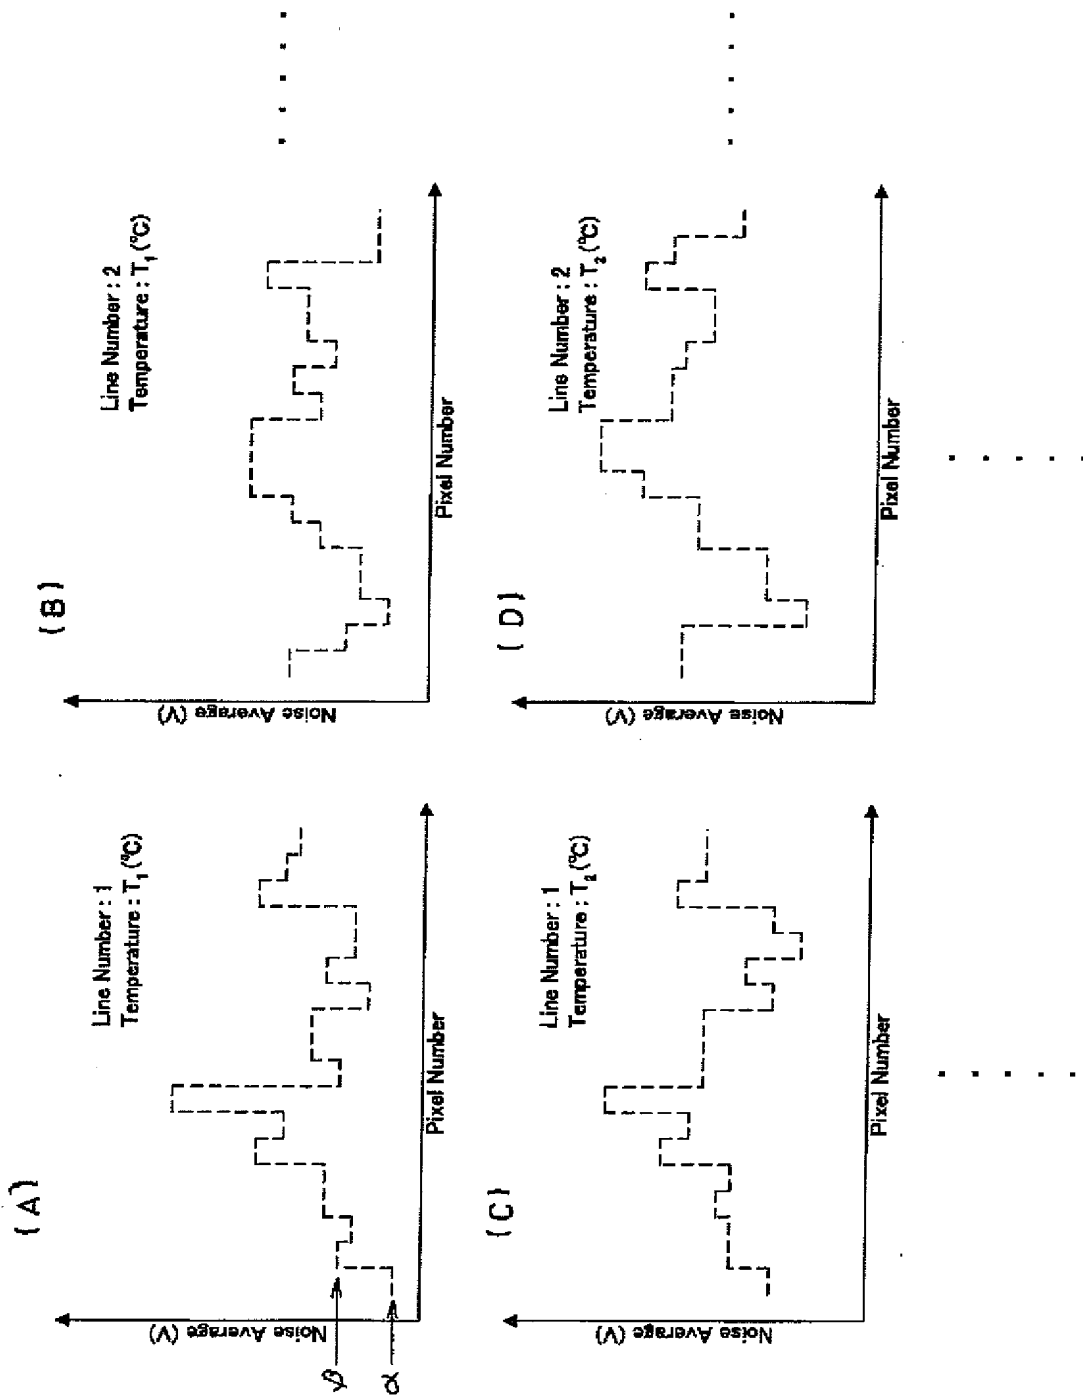 (A)
Line Number : 1
Temperature : T₁ (°C)
Noise Average (V)
β
α
Pixel Number
(B)
Line Number : 2
Temperature : T₁ (°C)
Noise Average (V)
Pixel Number
(C)
Line Number : 1
Temperature : T₂ (°C)
Noise Average (V)
Pixel Number
(D)
Line Number : 2
Temperature : T₂ (°C)
Noise Average (V)
Pixel Number